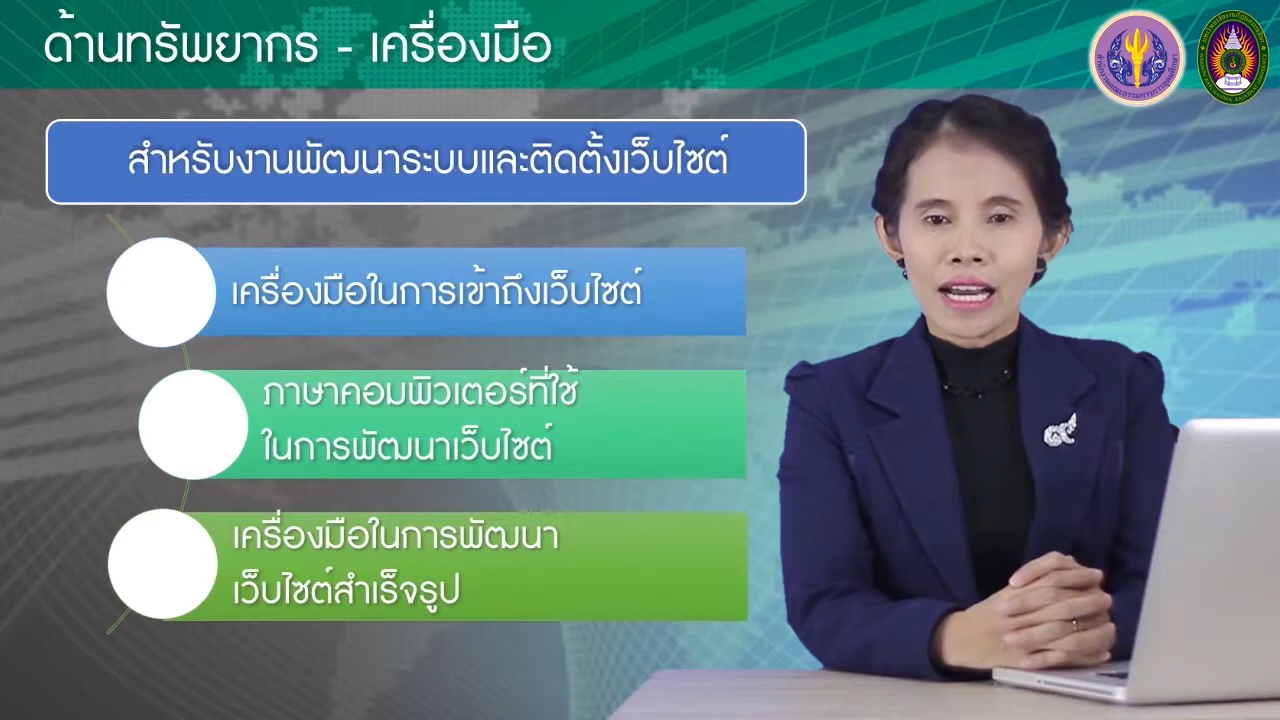 ด้านทรัพยากร - เครื่องมือ
สำหรับงานพัฒนาระบบและติดตั้งเว็บไซต์
เครื่องมือในการเข้าถึงเว็บไซต์
ภาษาคอมพิวเตอร์ที่ใช้
ในการพัฒนาเว็บไซต์
เครื่องมือในการพัฒนา
เว็บไซต์สำเร็จรูป